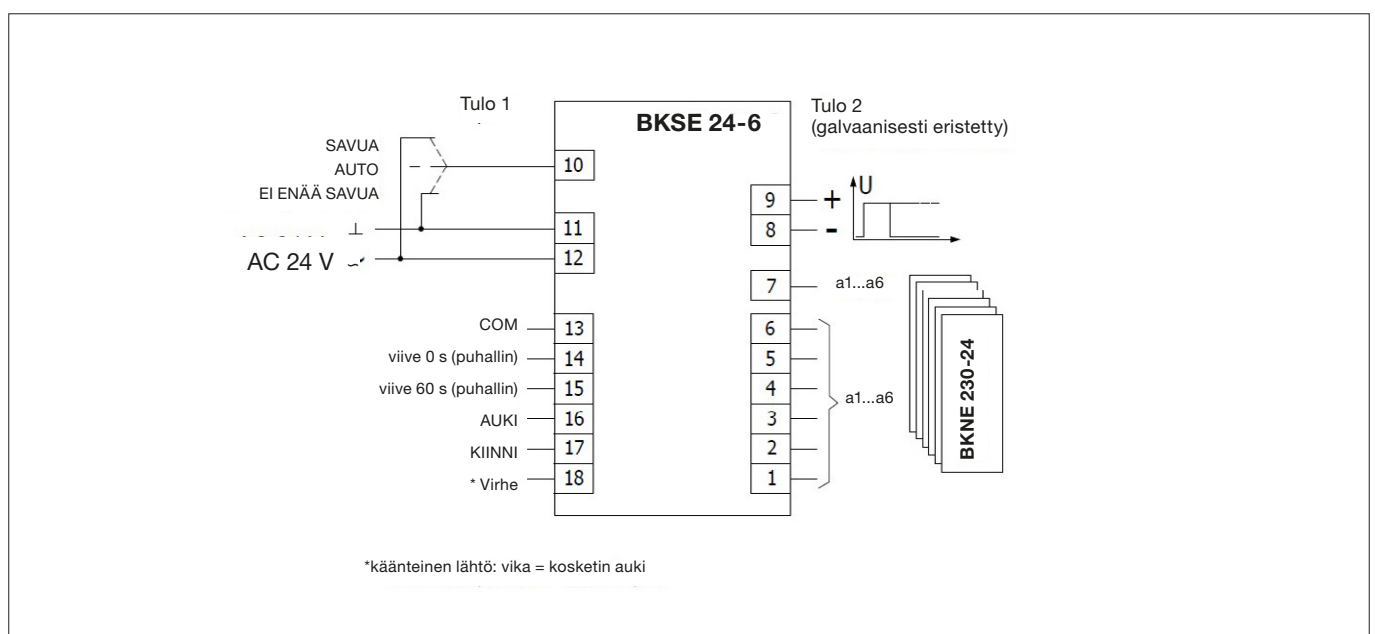 Tulo 1
BKSE 24-6
Tulo 2
(galvaanisesti eristetty)
SAVUA
AUTO
EI ENÄÄ SAVUA
10
11
AC 24 V
12
COM
13
viive 0 s (puhallin)
14
viive 60 s (puhallin)
15
AUKI
16
KIINNI
17
* Virhe
18
9
+
U
8
-
7
a1...a6
6
5
4
3
2
1
a1...a6
BKNE 230-24
*käänteinen lähtö: vika = kosketin auki